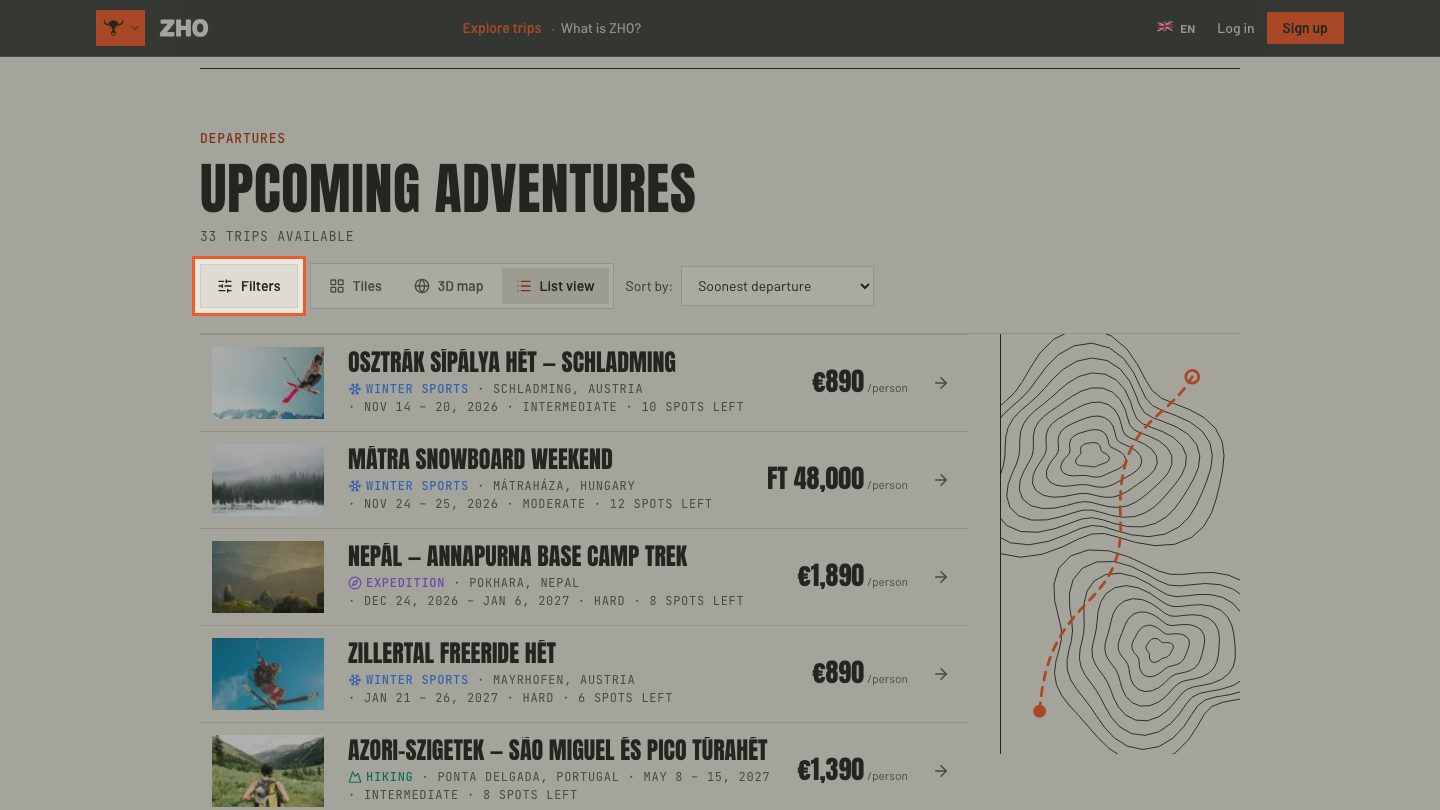 ZHO
Explore trips · What is ZHO?
EN
Log in
Sign up
DEPARTURES
UPCOMING ADVENTURES
33 TRIPS AVAILABLE
Filters
Tiles
3D map
List view
Sort by:
Soonest departure
OSZTRÁK SÍPÁLYA HÉT – SCHLADMING
WINTER SPORTS · SCHLADMING, AUSTRIA
· NOV 14 – 20, 2026 · INTERMEDIATE · 10 SPOTS LEFT
€890 /person
MÁTRA SNOWBOARD WEEKEND
WINTER SPORTS · MÁTRAHÁZA, HUNGARY
· NOV 24 – 25, 2026 · MODERATE · 12 SPOTS LEFT
FT 48,000 /person
NEPÁL – ANNAPURNA BASE CAMP TREK
EXPEDITION · POKHARA, NEPAL
· DEC 24, 2026 – JAN 6, 2027 · HARD · 8 SPOTS LEFT
€1,890 /person
ZILLERTAL FREERIDE HÉT
WINTER SPORTS · MAYRHOFEN, AUSTRIA
· JAN 21 – 26, 2027 · HARD · 6 SPOTS LEFT
€890 /person
AZORI-SZIGETEK – SÃO MIGUEL ÉS PICO TÚRAHÉT
HIKING · PONTA DELGADA, PORTUGAL · MAY 8 – 15, 2027
· INTERMEDIATE · 8 SPOTS LEFT
€1,390 /person